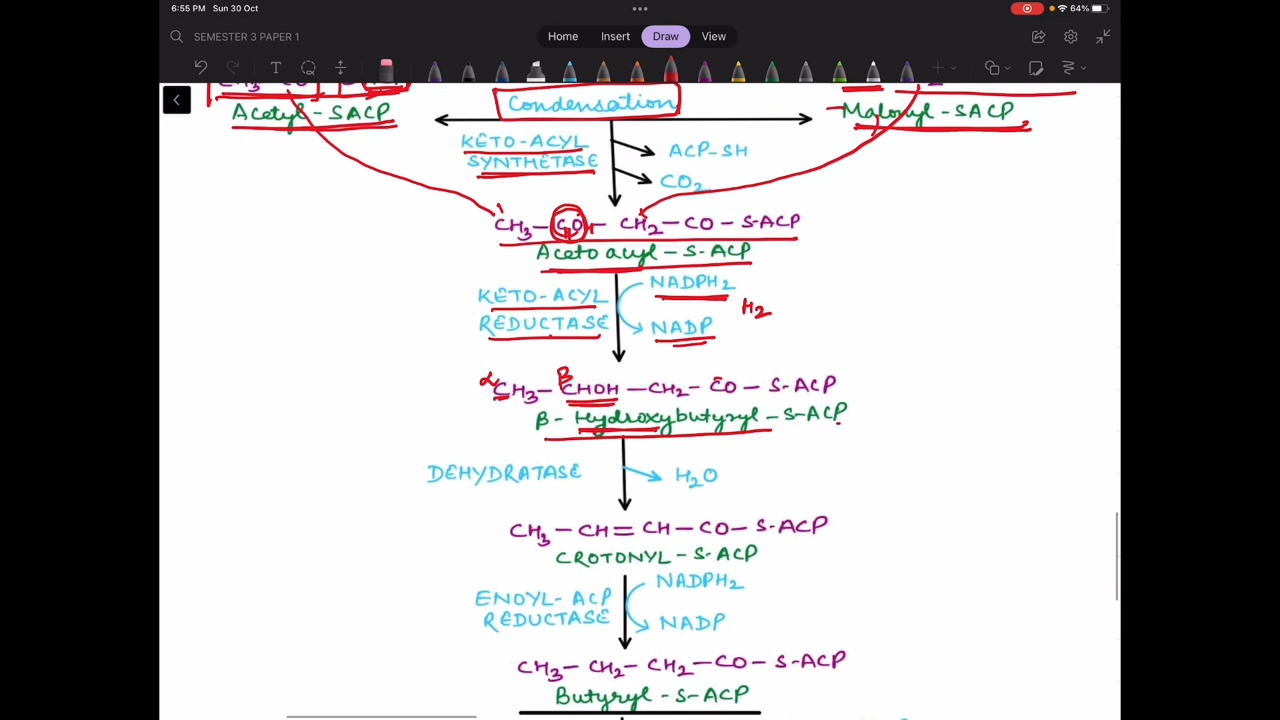 6:55 PM Sun 30 Oct
64%
SEMESTER 3 PAPER 1
Home Insert Draw View
Condensation
Acetyl-SACP
Malonyl-SACP
KETO-ACYL
SYNTHETASE
ACP-SH
CO2
CH3 — CO — CH2 — CO — S-ACP
Acetoacyl-S-ACP
KETO-ACYL
REDUCTASE
NADPH2
H2
NADP
α β
CH3 — CHOH — CH2 — CO — S-ACP
β-Hydroxybutyryl-S-ACP
DEHYDRATASE
H2O
CH3 — CH = CH — CO — S-ACP
CROTONYL-S-ACP
ENOYL-ACP
REDUCTASE
NADPH2
NADP
CH3 — CH2 — CH2 — CO — S-ACP
Butyryl-S-ACP